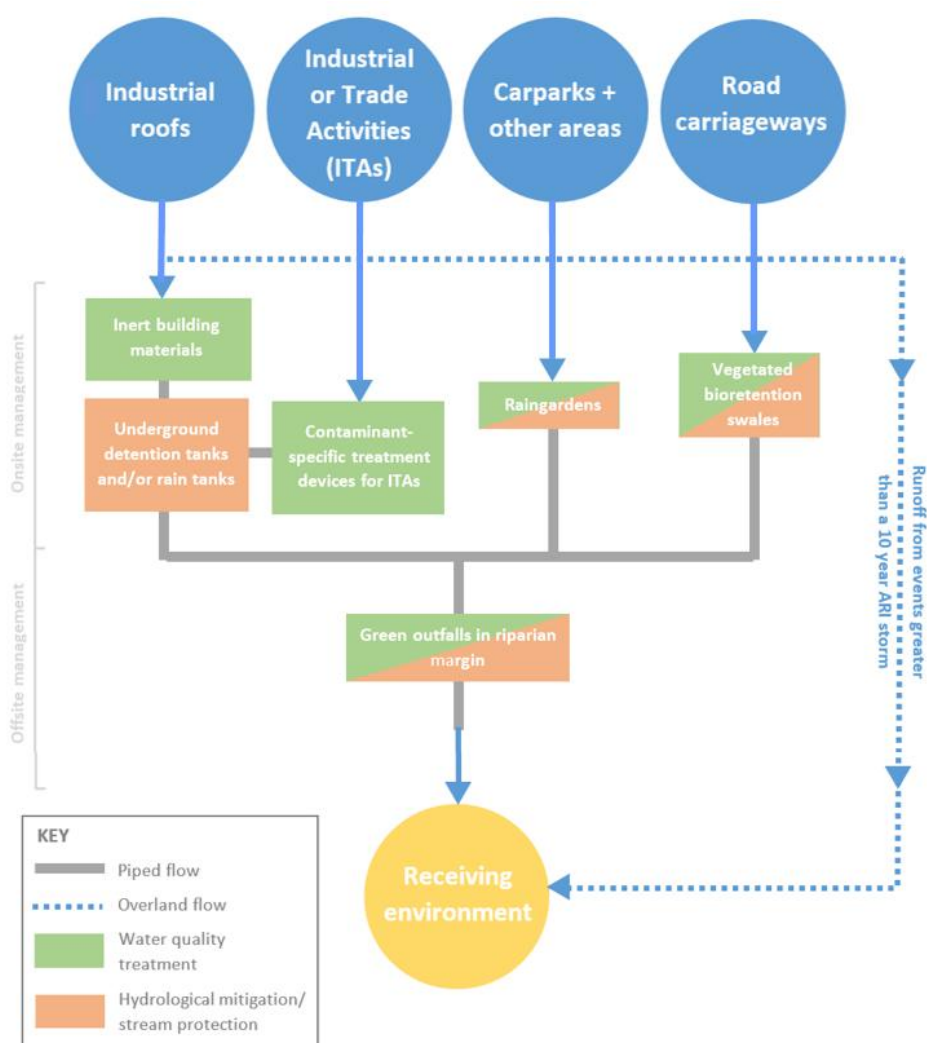 Industrial
roofs
Industrial
or Trade
Activities
(ITAs)
Carparks +
other areas
Road
carriageways
Onsite management
Inert building
materials
Underground
detention tanks
and/or rain tanks
Contaminant-
specific treatment
devices for ITAs
Raingardens
Vegetated
bioretention
swales
Runoff from events greater
than a 10 year ARI storm
Offsite management
Green outfalls in riparian
margin
Receiving
environment
KEY
Piped flow
Overland flow
Water quality
treatment
Hydrological mitigation/
stream protection